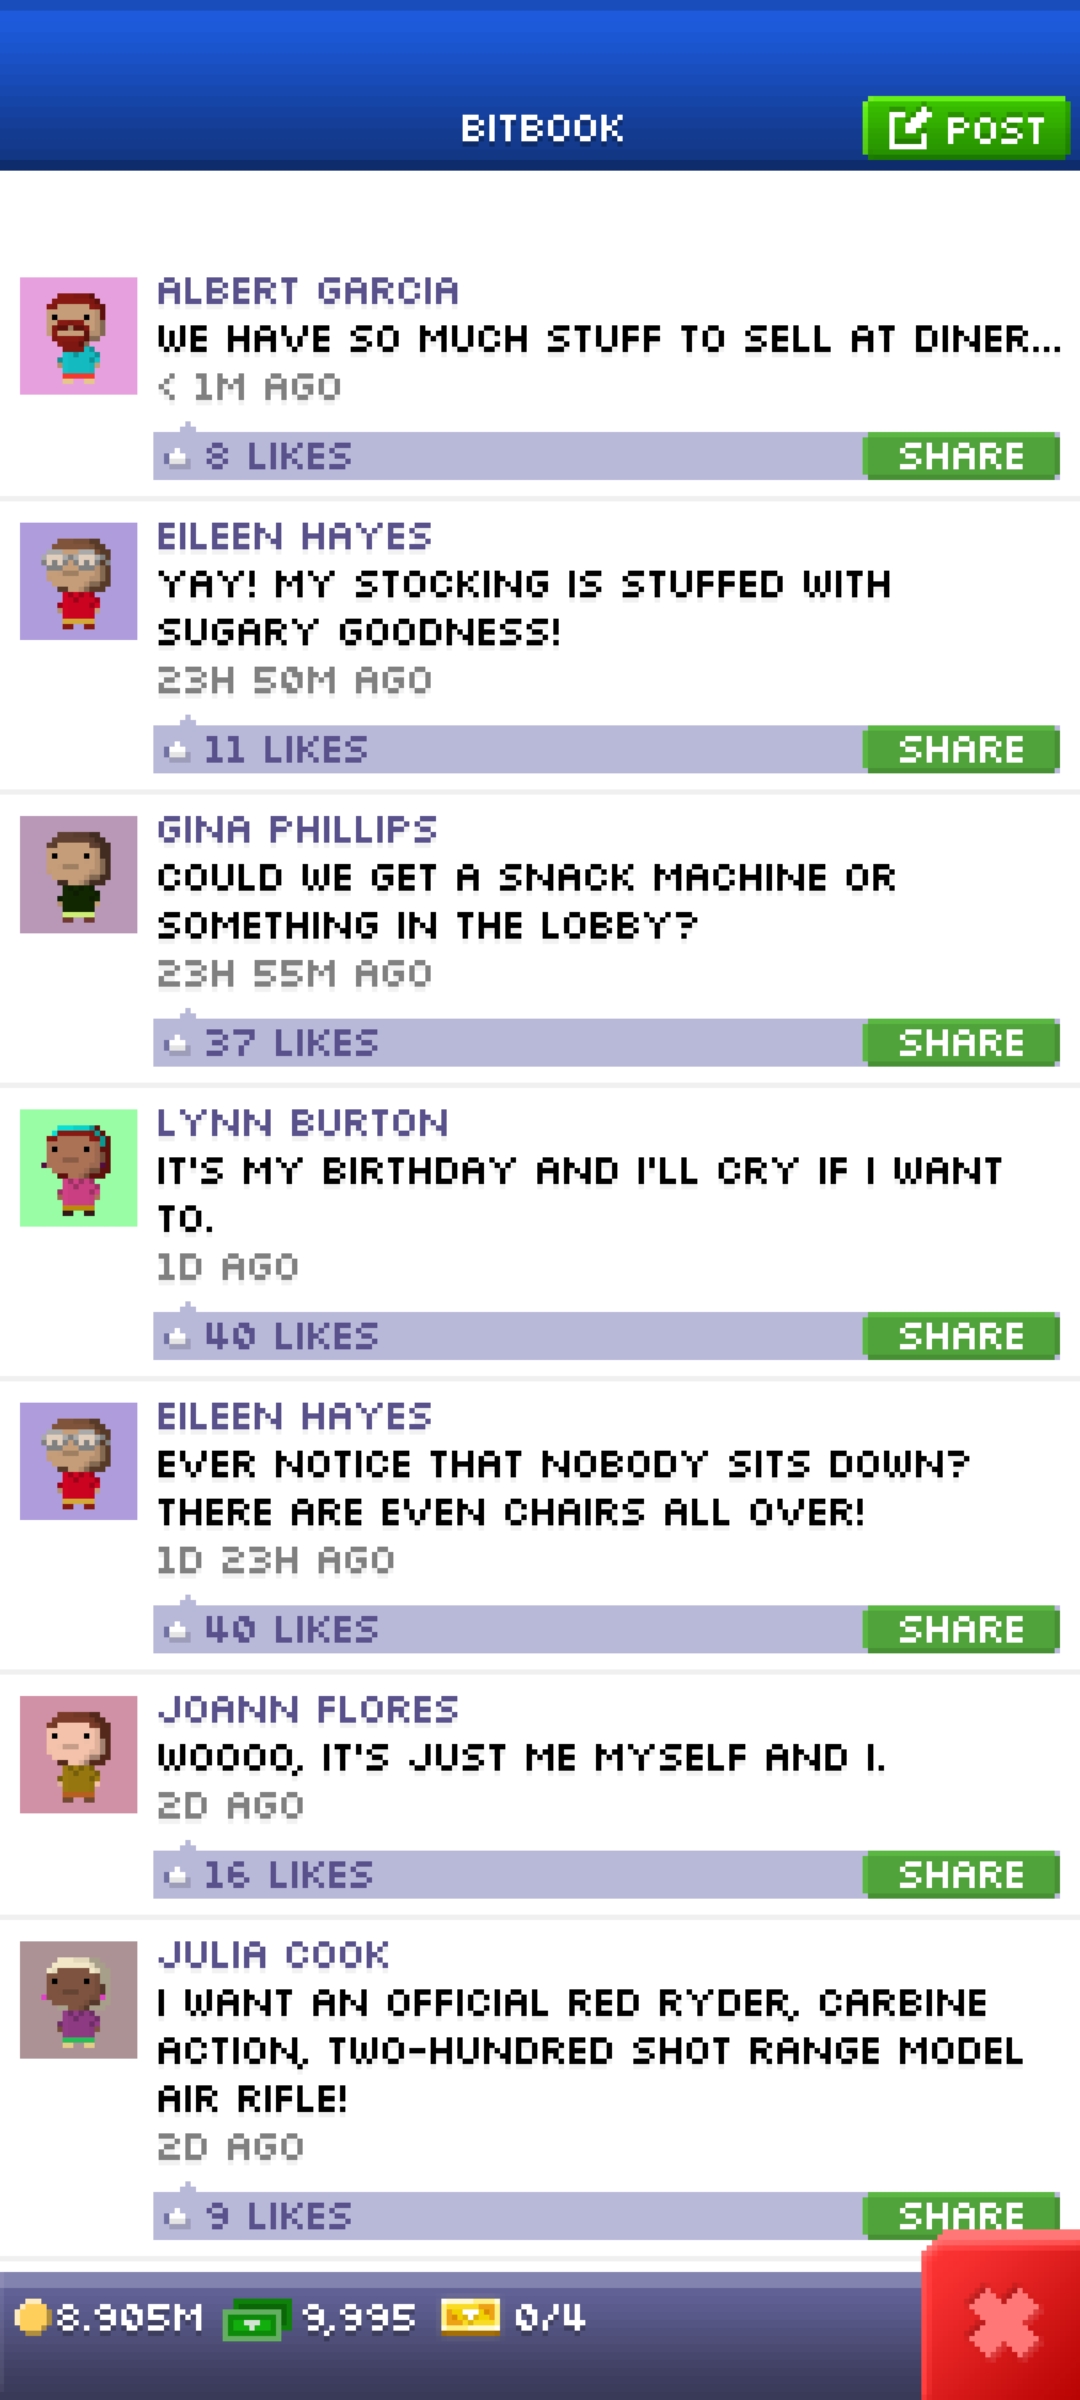 BITBOOK
POST
ALBERT GARCIA
WE HAVE SO MUCH STUFF TO SELL AT DINER...
< 1M AGO
8 LIKES
SHARE
EILEEN HAYES
YAY! MY STOCKING IS STUFFED WITH
SUGARY GOODNESS!
23H 50M AGO
11 LIKES
SHARE
GINA PHILLIPS
COULD WE GET A SNACK MACHINE OR
SOMETHING IN THE LOBBY?
23H 55M AGO
37 LIKES
SHARE
LYNN BURTON
IT'S MY BIRTHDAY AND I'LL CRY IF I WANT
TO.
1D AGO
40 LIKES
SHARE
EILEEN HAYES
EVER NOTICE THAT NOBODY SITS DOWN?
THERE ARE EVEN CHAIRS ALL OVER!
1D 23H AGO
40 LIKES
SHARE
JOANN FLORES
WOOOO, IT'S JUST ME MYSELF AND I.
2D AGO
16 LIKES
SHARE
JULIA COOK
I WANT AN OFFICIAL RED RYDER, CARBINE
ACTION, TWO-HUNDRED SHOT RANGE MODEL
AIR RIFLE!
2D AGO
9 LIKES
SHARE
8.905M
9,995
0/4